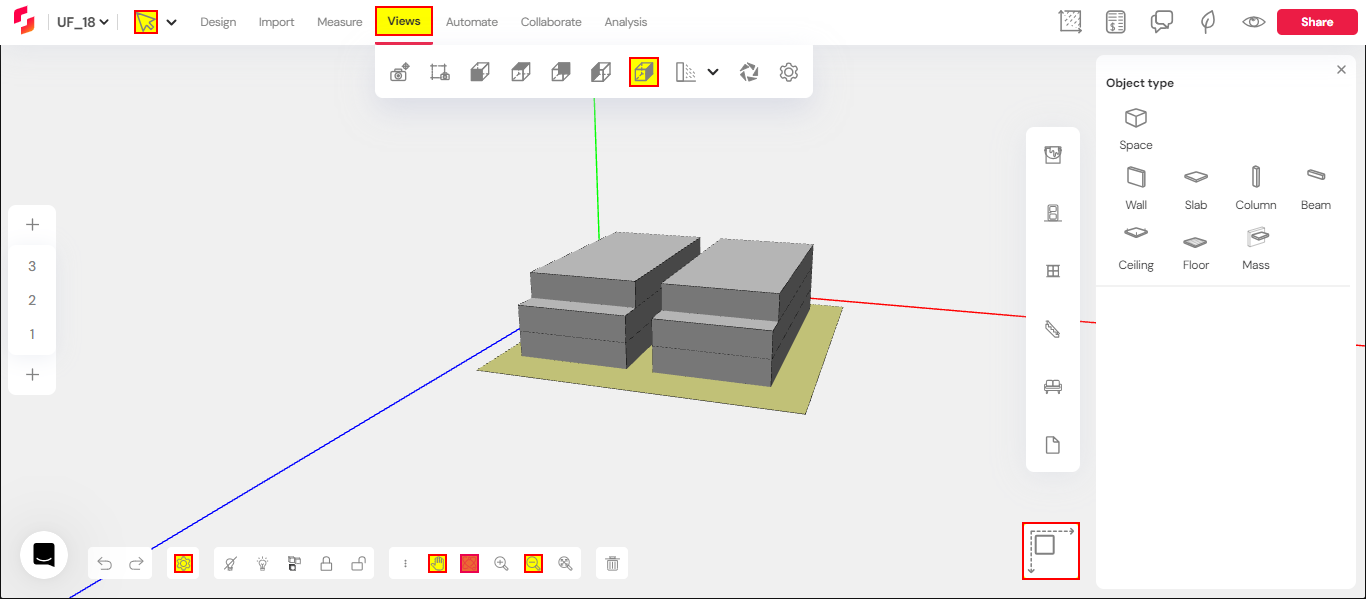 UF_18
Design
Import
Measure
Views
Automate
Collaborate
Analysis
Share
Object type
Space
Wall
Slab
Column
Beam
Ceiling
Floor
Mass
3
2
1